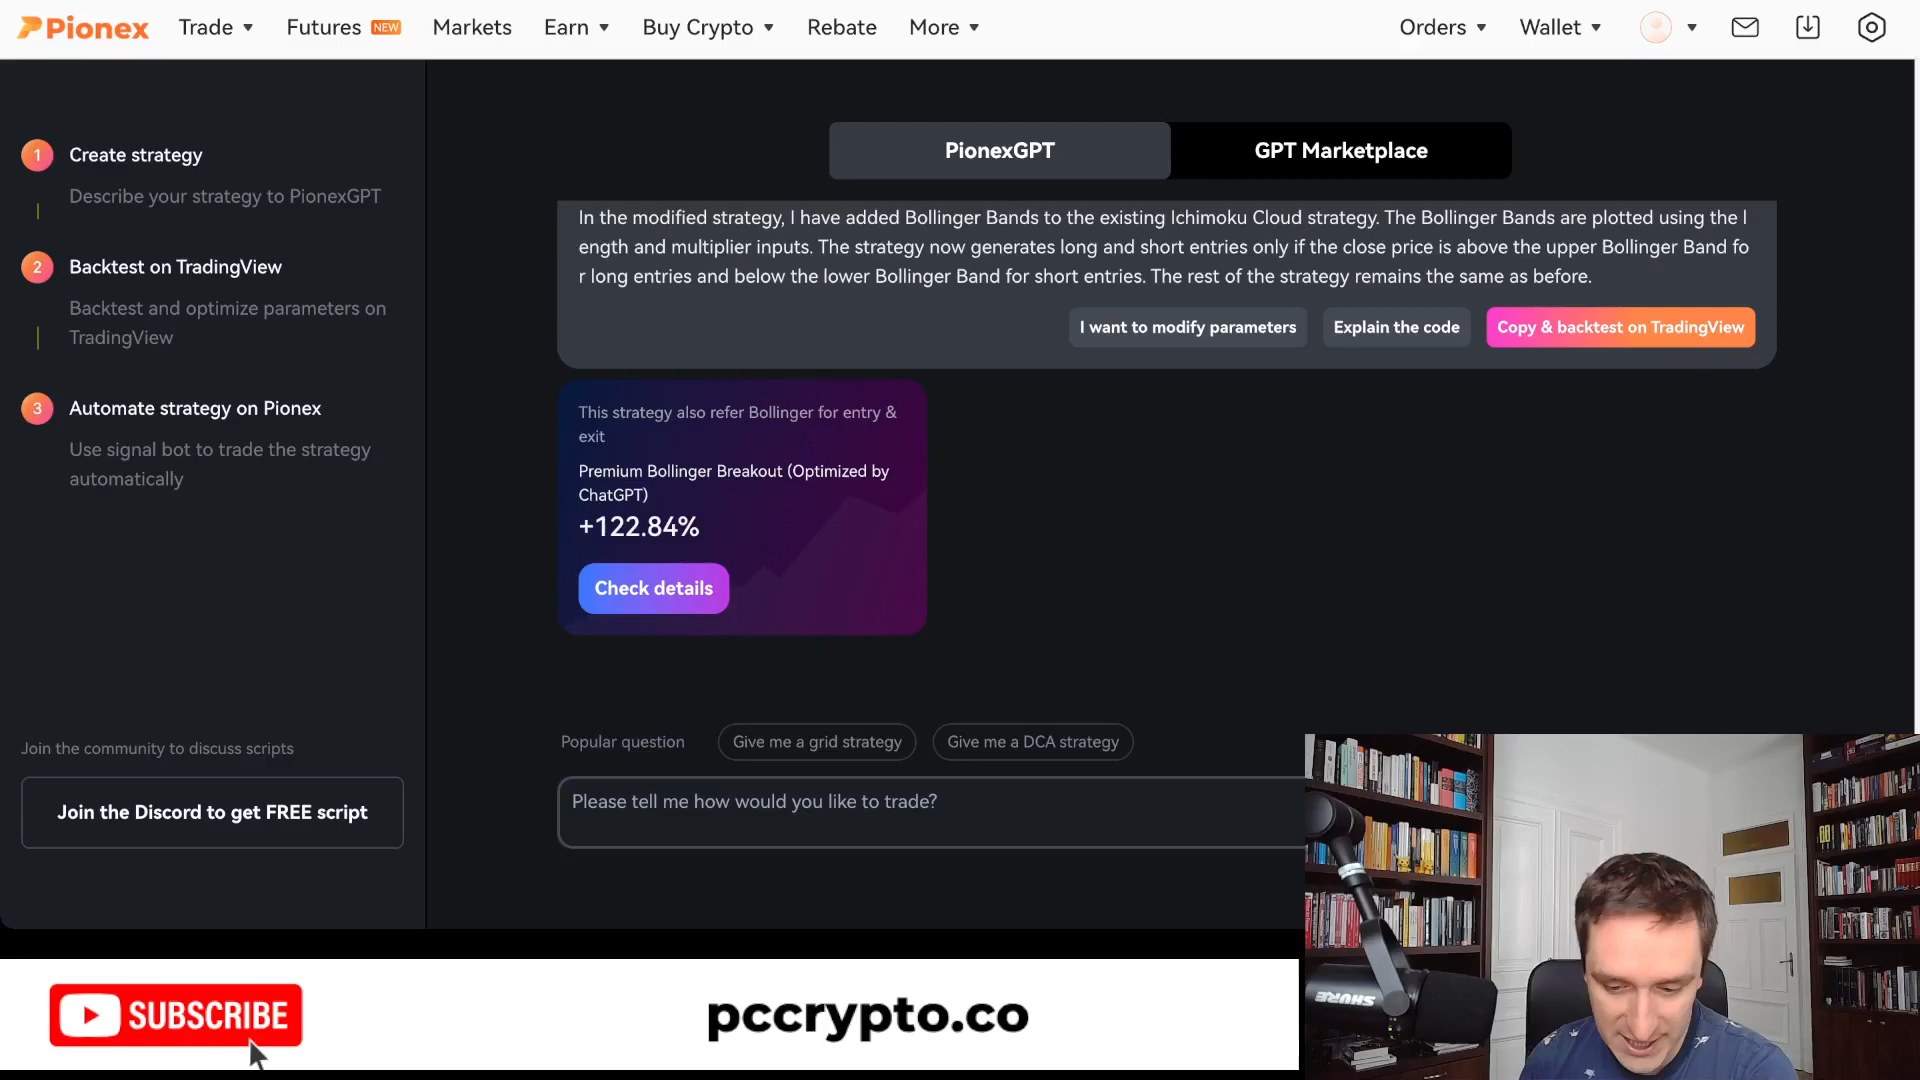 Pionex
Trade
Futures NEW
Markets
Earn
Buy Crypto
Rebate
More
Orders
Wallet
1 Create strategy
Describe your strategy to PionexGPT
2 Backtest on TradingView
Backtest and optimize parameters on
TradingView
3 Automate strategy on Pionex
Use signal bot to trade the strategy
automatically
Join the community to discuss scripts
Join the Discord to get FREE script
PionexGPT
GPT Marketplace
In the modified strategy, I have added Bollinger Bands to the existing Ichimoku Cloud strategy. The Bollinger Bands are plotted using the l
ength and multiplier inputs. The strategy now generates long and short entries only if the close price is above the upper Bollinger Band fo
r long entries and below the lower Bollinger Band for short entries. The rest of the strategy remains the same as before.
I want to modify parameters
Explain the code
Copy & backtest on TradingView
This strategy also refer Bollinger for entry &
exit
Premium Bollinger Breakout (Optimized by
ChatGPT)
+122.84%
Check details
Popular question
Give me a grid strategy
Give me a DCA strategy
Please tell me how would you like to trade?
SUBSCRIBE
pccrypto.co
SHURE